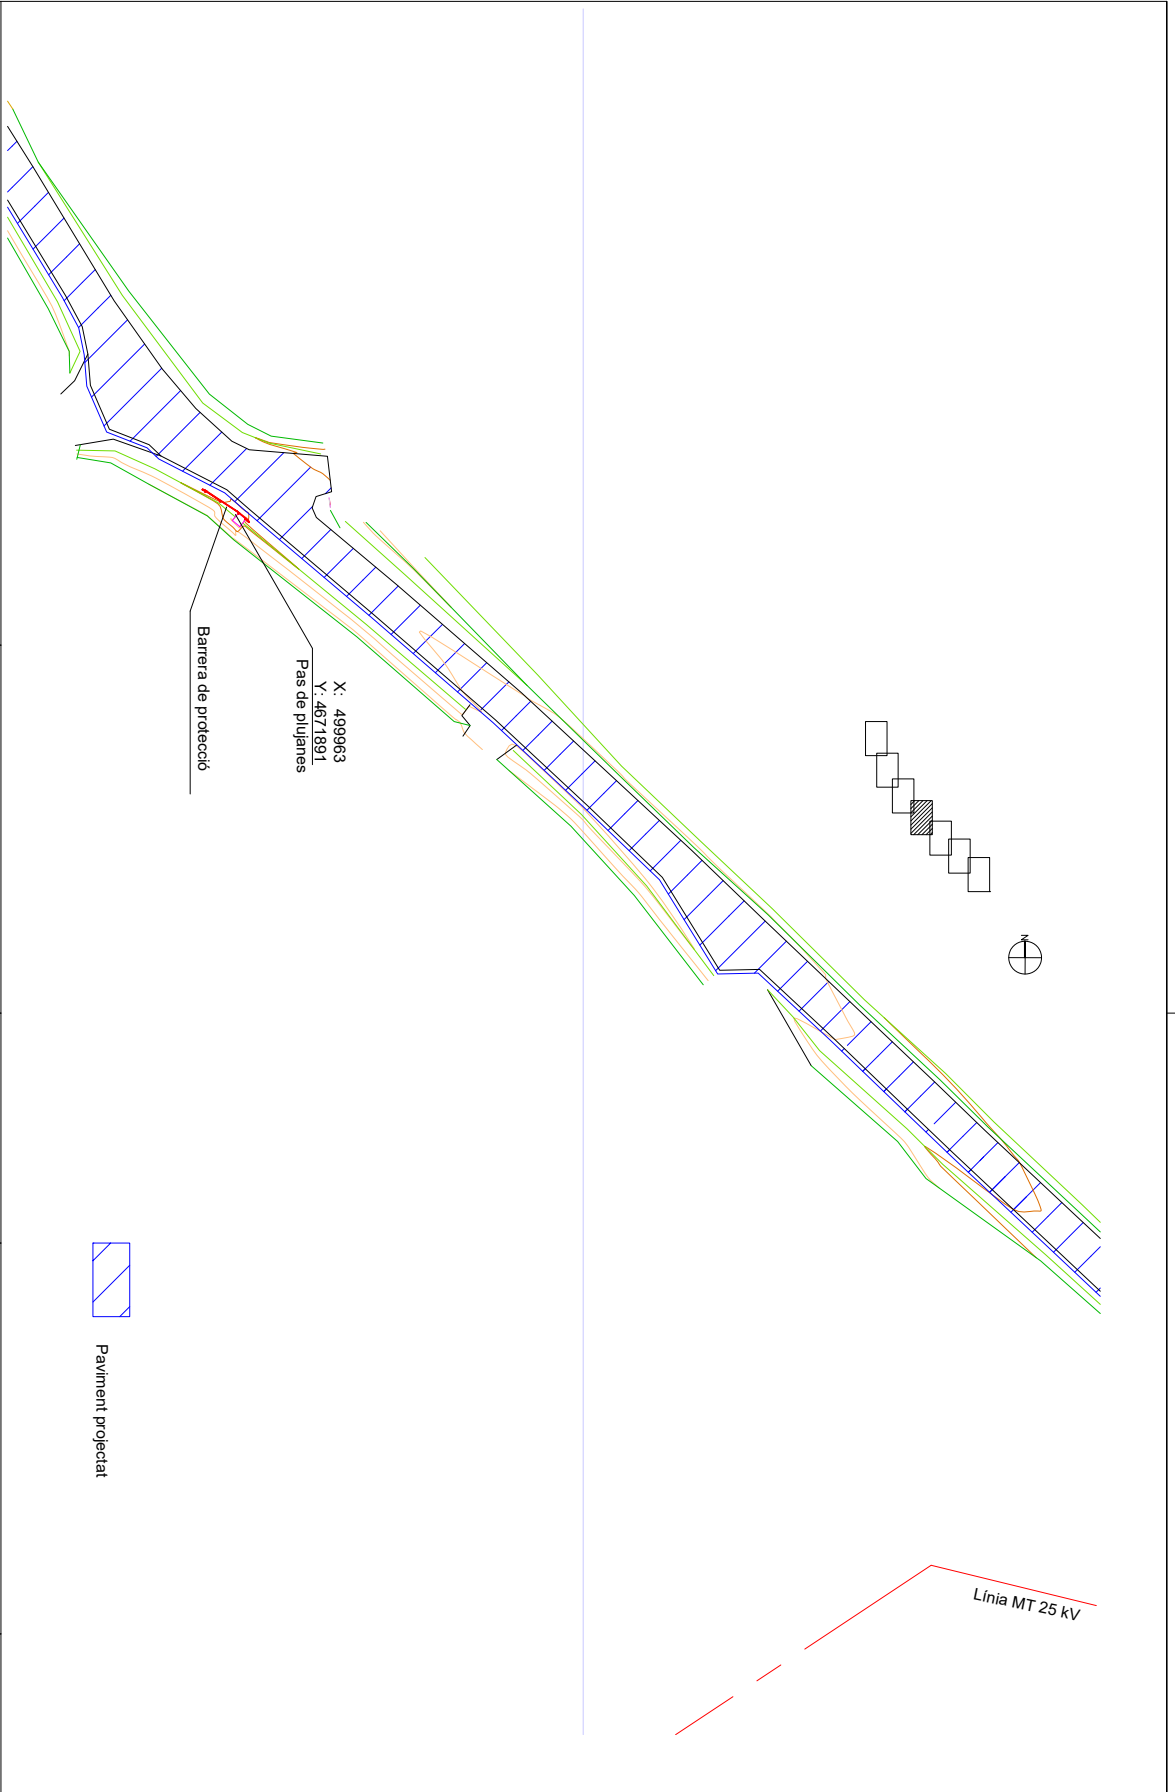 N
Línia MT 25 kV
X: 499963
Y: 4671891
Pas de plujanes
Barrera de protecció
Paviment projectat